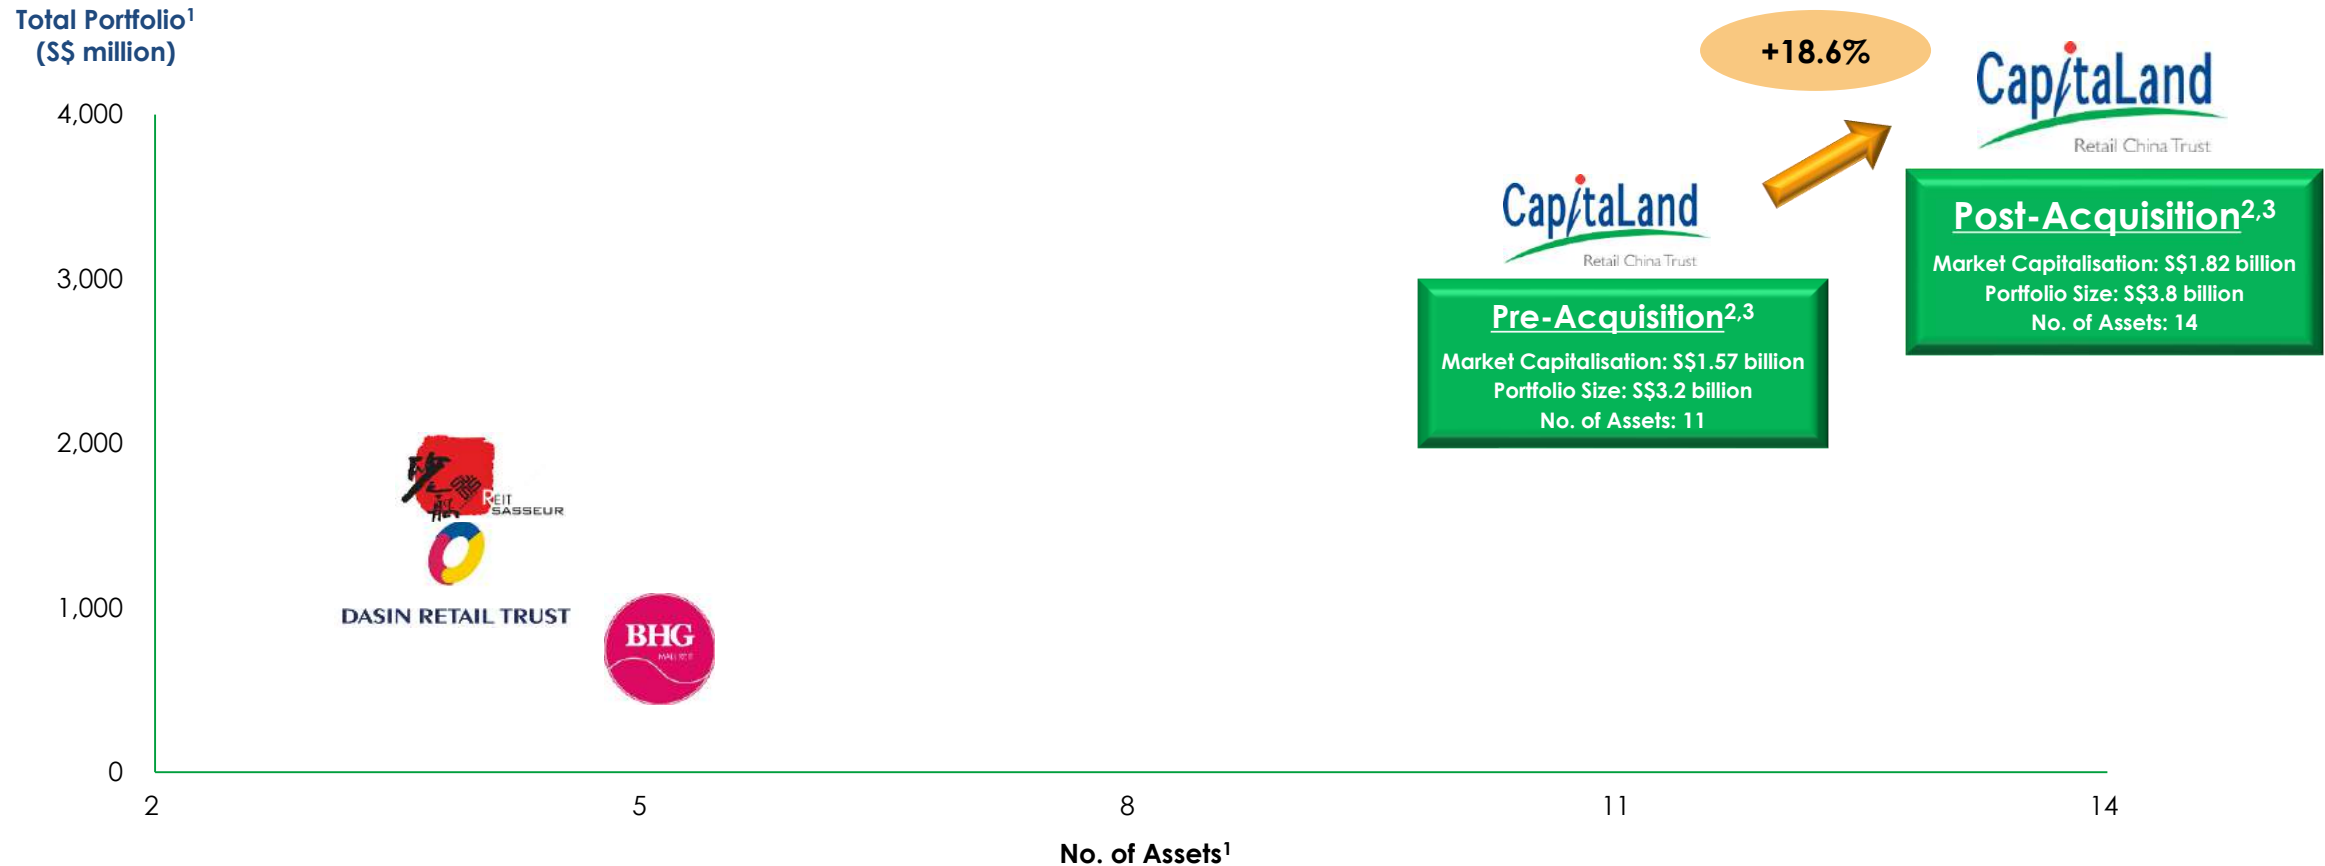 Total Portfolio1
(S$ million)
+18.6%
CapitaLand
Retail China Trust
4,000
CapitaLand
Retail China Trust
Post-Acquisition2,3
Market Capitalisation: S$1.82 billion
Portfolio Size: S$3.8 billion
No. of Assets: 14
3,000
Pre-Acquisition2,3
Market Capitalisation: S$1.57 billion
Portfolio Size: S$3.2 billion
No. of Assets: 11
2,000
REIT
SASSEUR
1,000
DASIN RETAIL TRUST
BHG
MALL REIT
0
2
5
8
11
14
No. of Assets1